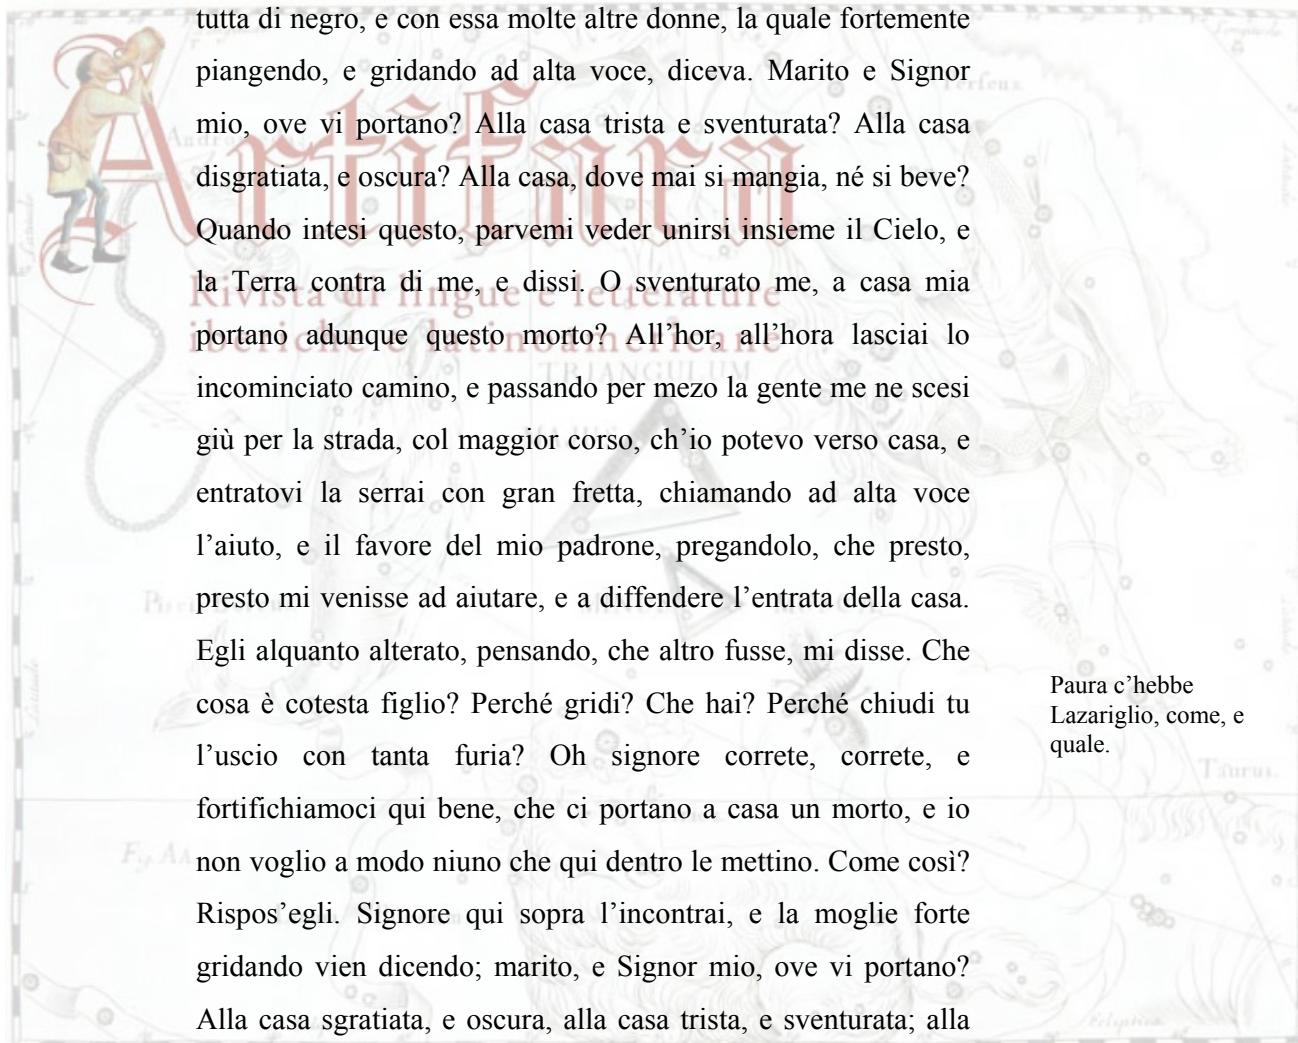 tutta di negro, e con essa molte altre donne, la quale fortemente
piangendo, e gridando ad alta voce, diceva. Marito e Signor
mio, ove vi portano? Alla casa trista e sventurata? Alla casa
disgratiata, e oscura? Alla casa, dove mai si mangia, né si beve?
Quando intesi questo, parvemi veder unirsi insieme il Cielo, e
la Terra contra di me, e dissi. O sventurato me, a casa mia
portano adunque questo morto? All'hor, all'hora lasciai lo
incominciato camino, e passando per mezo la gente me ne scesi
giù per la strada, col maggior corso, ch'io potevo verso casa, e
entratovi la serrai con gran fretta, chiamando ad alta voce
l'aiuto, e il favore del mio padrone, pregandolo, che presto,
presto mi venisse ad aiutare, e a diffendere l'entrata della casa.
Egli alquanto alterato, pensando, che altro fusse, mi disse. Che
cosa è cotesta figlio? Perché gridi? Che hai? Perché chiudi tu
l'uscio con tanta furia? Oh signore correte, correte, e
fortifichiamoci qui bene, che ci portano a casa un morto, e io
non voglio a modo niuno che qui dentro le mettino. Come così?
Rispos'egli. Signore qui sopra l'incontrai, e la moglie forte
gridando vien dicendo; marito, e Signor mio, ove vi portano?
Alla casa sgratiata, e oscura, alla casa trista, e sventurata; alla
Paura c'hebbe
Lazariglio, come, e
quale.
Artifara
Rivista di lingue e letterature
iberiche e latinoamericane
TRIANGULUM
Taurus.